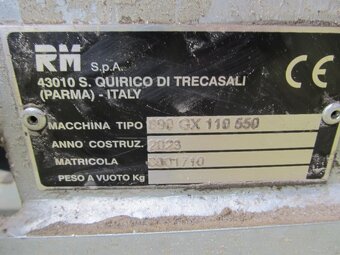 RM S.p.A.
43010 S. QUIRICO DI TRECASALI
(PARMA) - ITALY
CE
MACCHINA TIPO 690 GX 110 550
ANNO COSTRUZ. 2023
MATRICOLA
PESO A VUOTO Kg